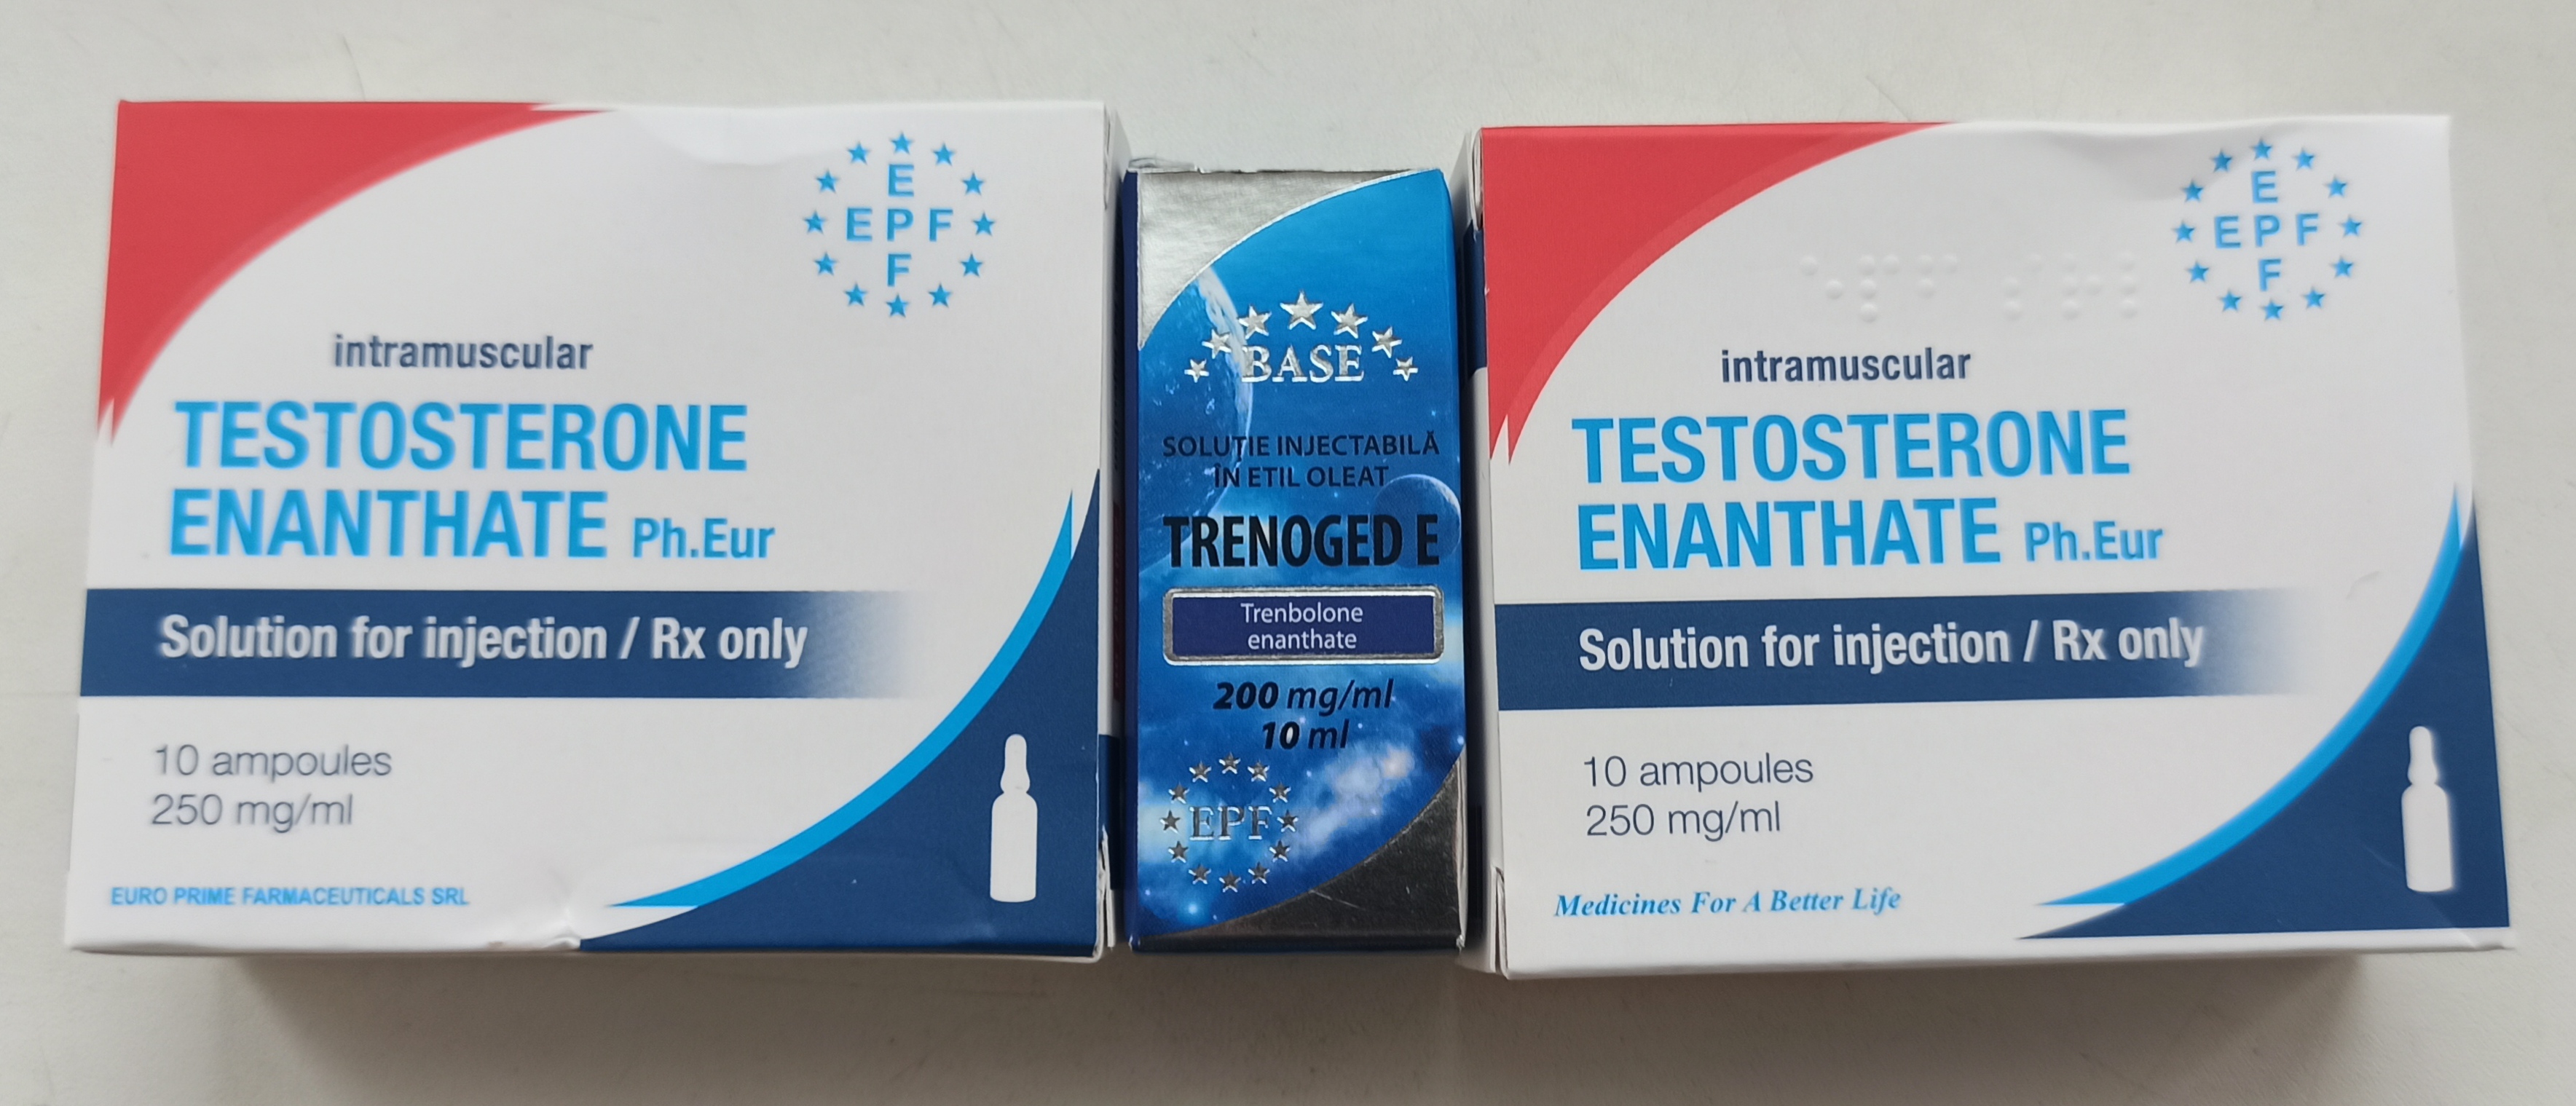 E
EPF
F
intramuscular
TESTOSTERONE
ENANTHATE Ph.Eur
Solution for injection / Rx only
10 ampoules
250 mg/ml
EURO PRIME FARMACEUTICALS SRL
BASE
SOLUȚIE INJECTABILĂ
ÎN ETIL OLEAT
TRENOGED E
Trenbolone
enanthate
200 mg/ml
10 ml
EPF
E
EPF
F
intramuscular
TESTOSTERONE
ENANTHATE Ph.Eur
Solution for injection / Rx only
10 ampoules
250 mg/ml
Medicines For A Better Life